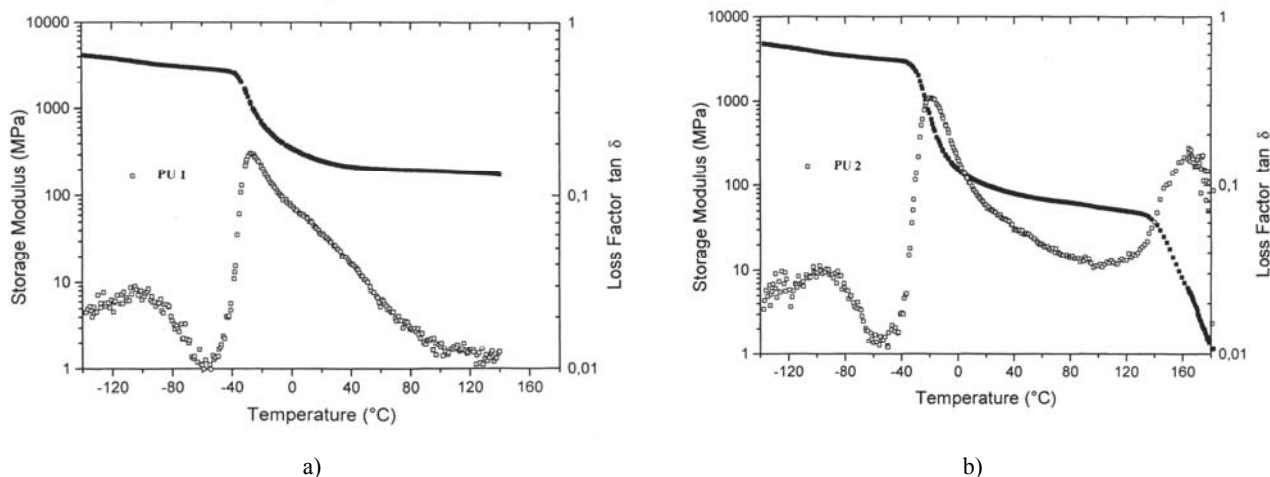 10000
1000
100
10
1
Storage Modulus (MPa)
1
0,1
0,01
Loss Factor tan δ
PU 1
-120 -80 -40 0 40 80 120 160
Temperature (°C)
a)
10000
1000
100
10
1
Storage Modulus (MPa)
1
0,1
0,01
Loss Factor tan δ
PU 2
-120 -80 -40 0 40 80 120 160
Temperature (°C)
b)